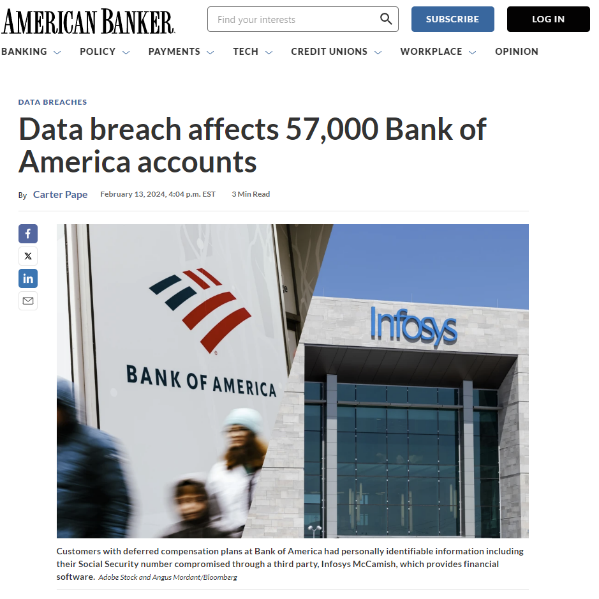 AMERICAN BANKER.
Find your interests
SUBSCRIBE
LOG IN
BANKING
POLICY
PAYMENTS
TECH
CREDIT UNIONS
WORKPLACE
OPINION
DATA BREACHES
Data breach affects 57,000 Bank of
America accounts
By Carter Pape February 13, 2024, 4:04 p.m. EST 3 Min Read
f
X
in
BANK OF AMERICA
Infosys
Customers with deferred compensation plans at Bank of America had personally identifiable information including
their Social Security number compromised through a third party, Infosys McCamish, which provides financial
software. Adobe Stock and Angus Mordant/Bloomberg